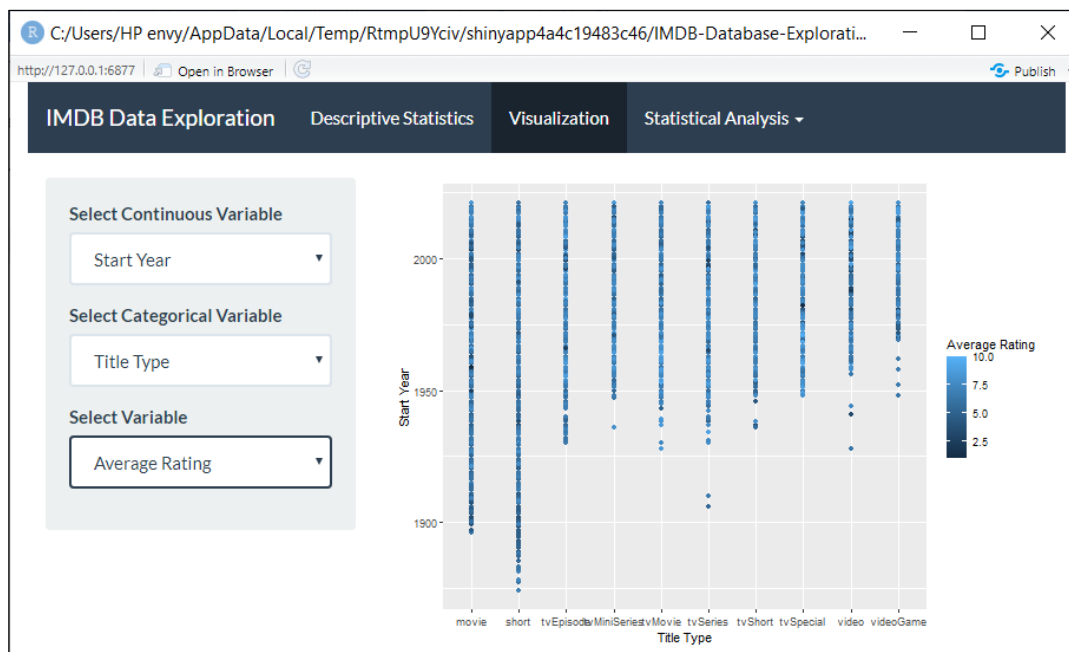 R C:/Users/HP envy/AppData/Local/Temp/RtmpU9Yciv/shinyapp4a4c19483c46/IMDB-Database-Explorati...
http://127.0.0.1:6877 Open in Browser Publish
IMDB Data Exploration Descriptive Statistics Visualization Statistical Analysis
Select Continuous Variable
Start Year
Select Categorical Variable
Title Type
Select Variable
Average Rating
Start Year
2000
1950
1900
movie short tvEpisode tvMiniSeries tvMovie tvSeries tvShort tvSpecial video videoGame
Title Type
Average Rating
10.0
7.5
5.0
2.5